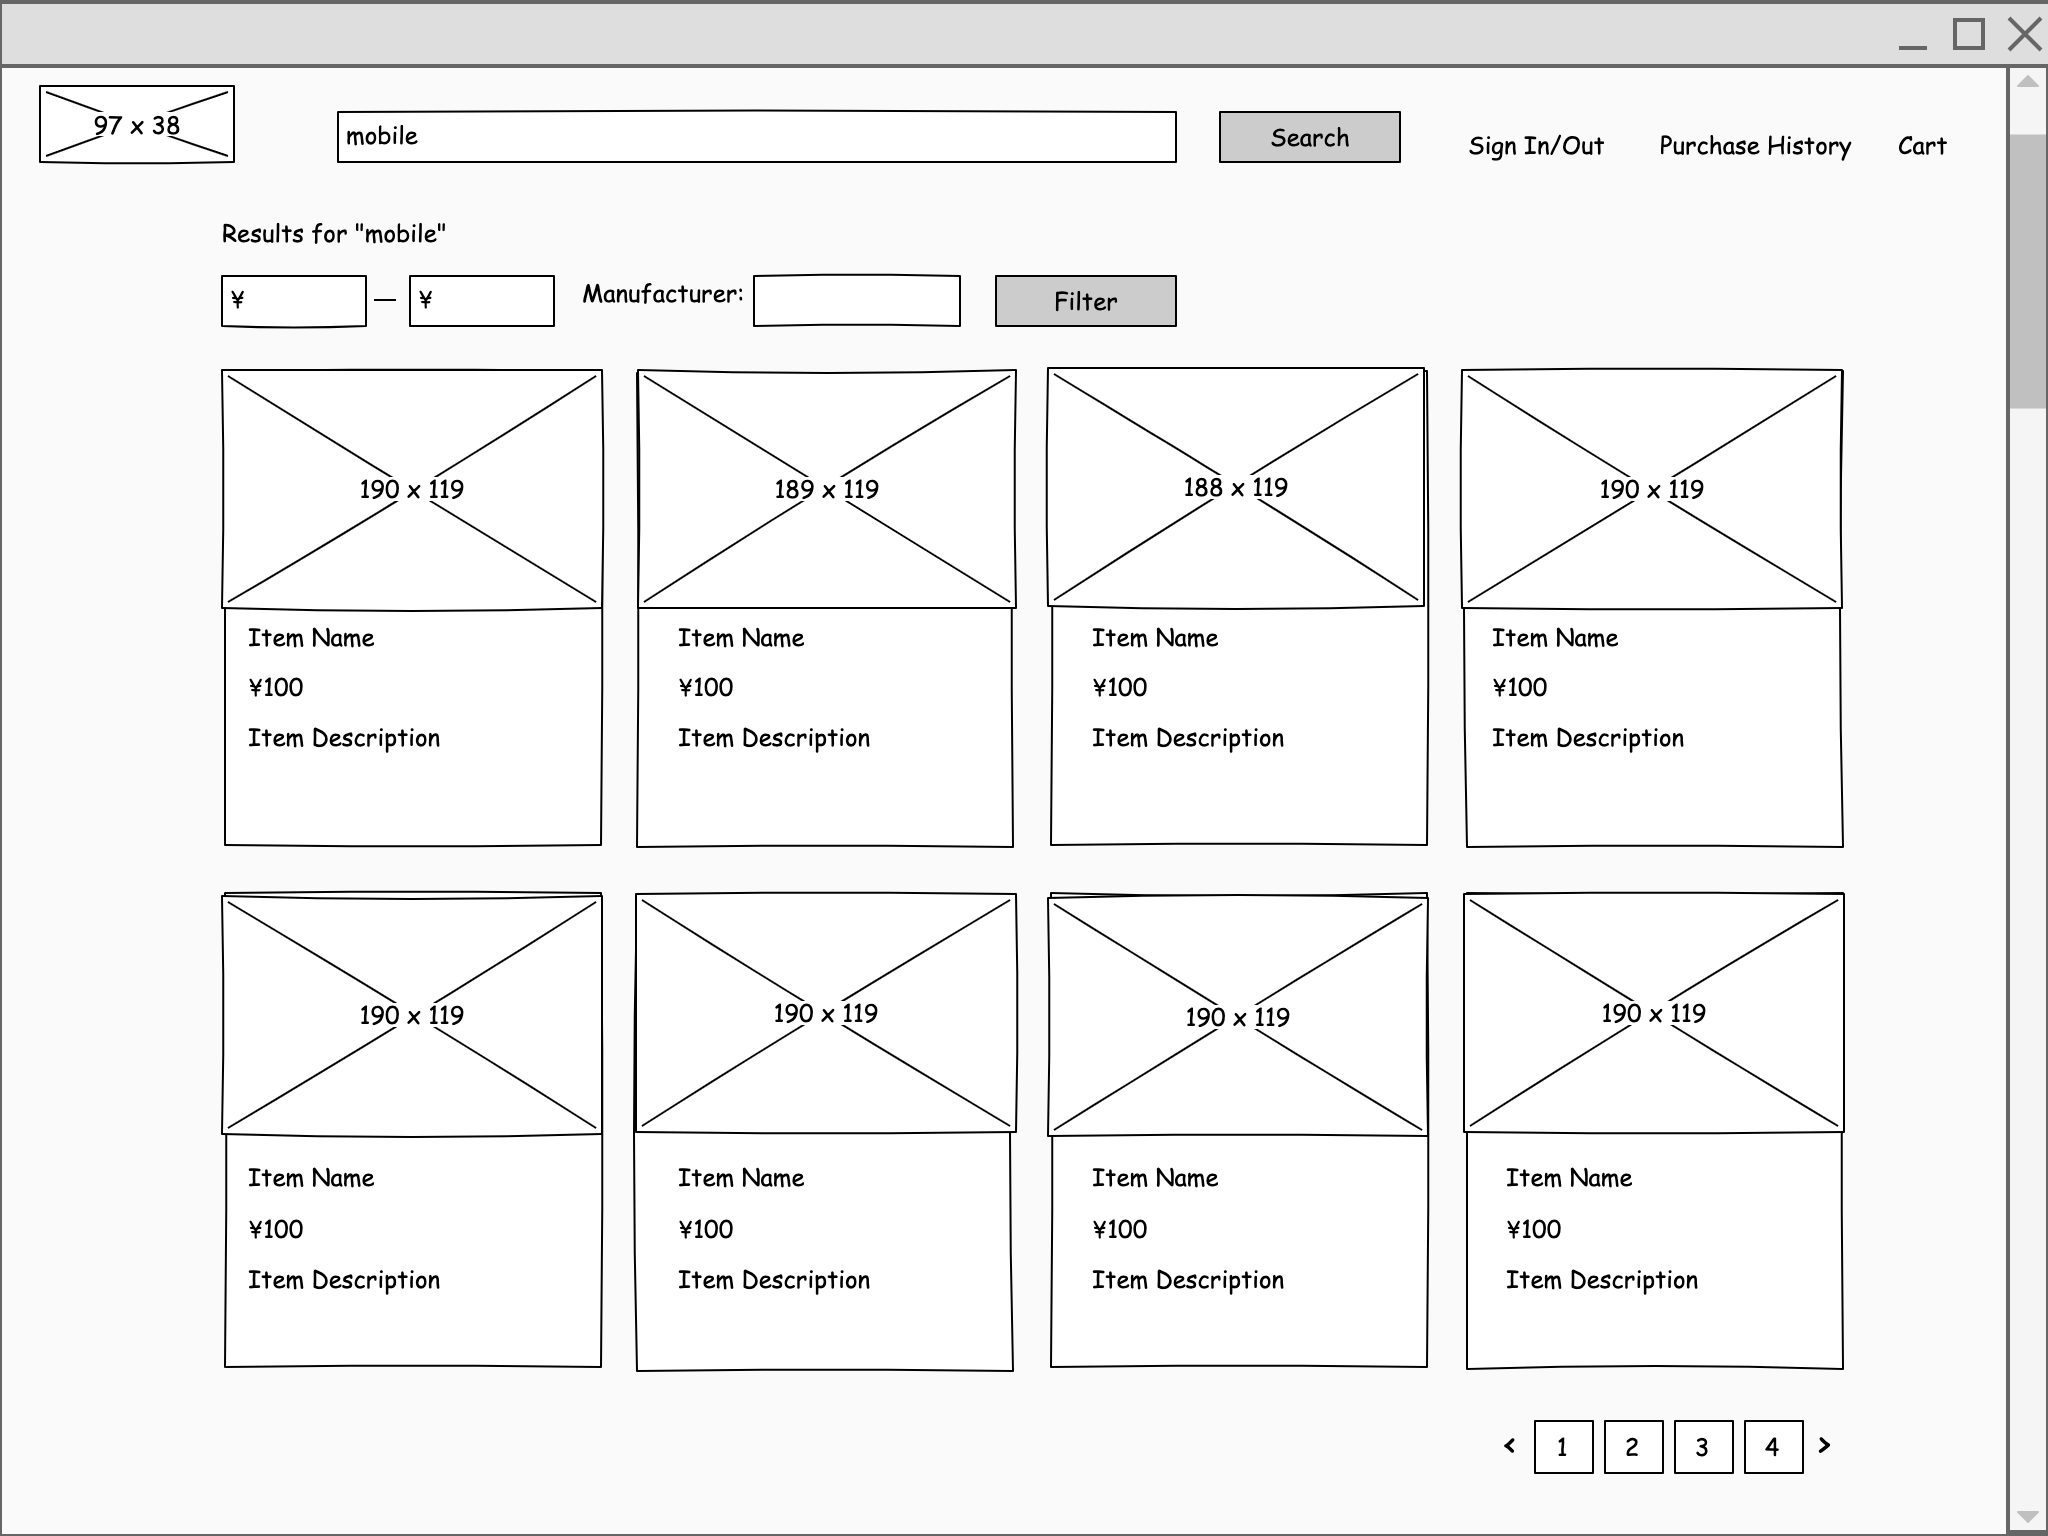 97 x 38
mobile
Search
Sign In/Out
Purchase History
Cart
Results for "mobile"
¥ — ¥
Manufacturer:
Filter
190 x 119
189 x 119
188 x 119
190 x 119
Item Name
¥100
Item Description
Item Name
¥100
Item Description
Item Name
¥100
Item Description
Item Name
¥100
Item Description
190 x 119
190 x 119
190 x 119
190 x 119
Item Name
¥100
Item Description
Item Name
¥100
Item Description
Item Name
¥100
Item Description
Item Name
¥100
Item Description
< 1 2 3 4 >